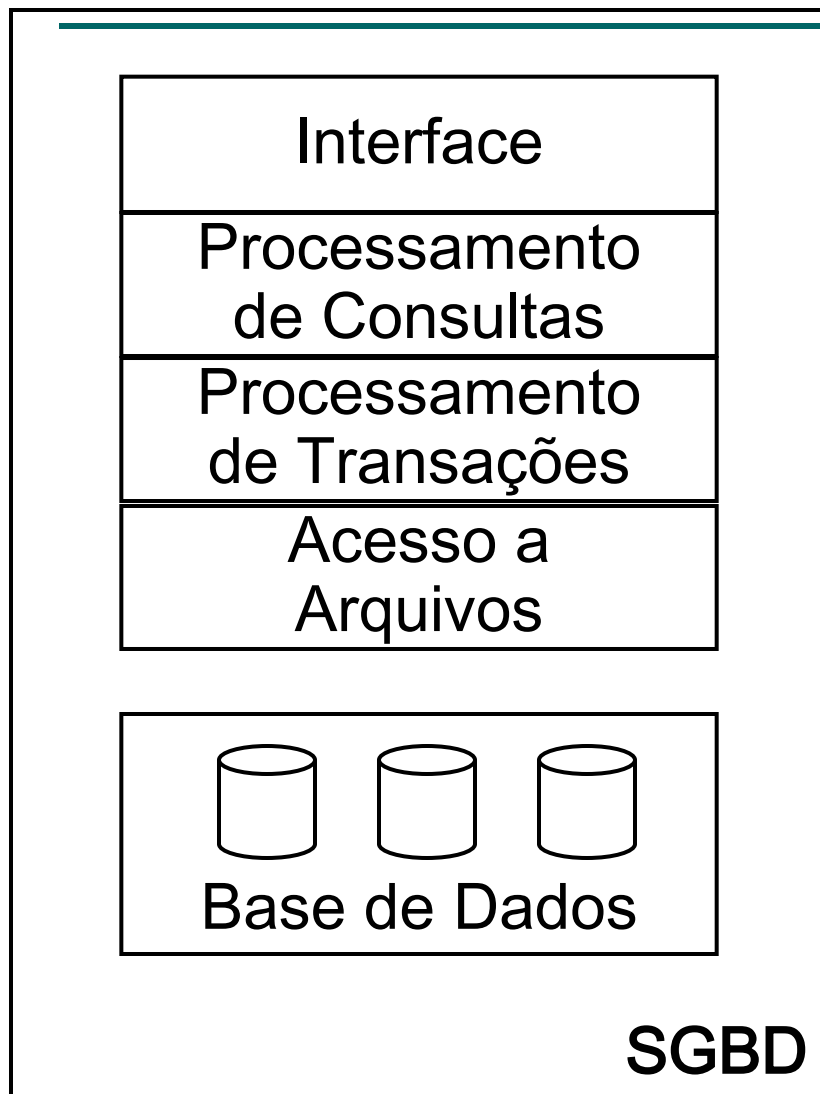 Interface
Processamento
de Consultas
Processamento
de Transações
Acesso a
Arquivos
Base de Dados
SGBD